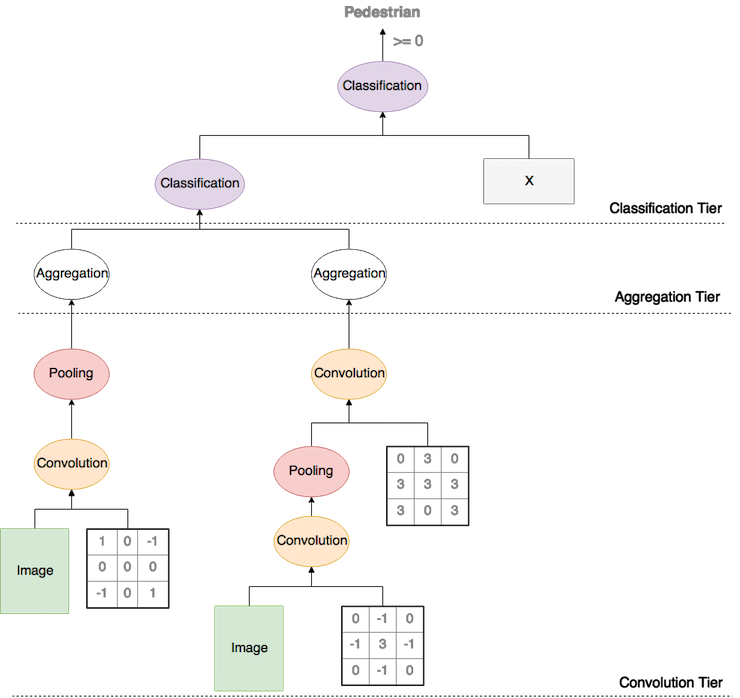 Pedestrian
>= 0
Classification
Classification
X
Classification Tier
Aggregation
Aggregation
Aggregation Tier
Pooling
Convolution
Convolution
Pooling
0 3 0
3 3 3
3 0 3
Image
1 0 -1
0 0 0
-1 0 1
Convolution
Image
0 -1 0
-1 3 -1
0 -1 0
Convolution Tier